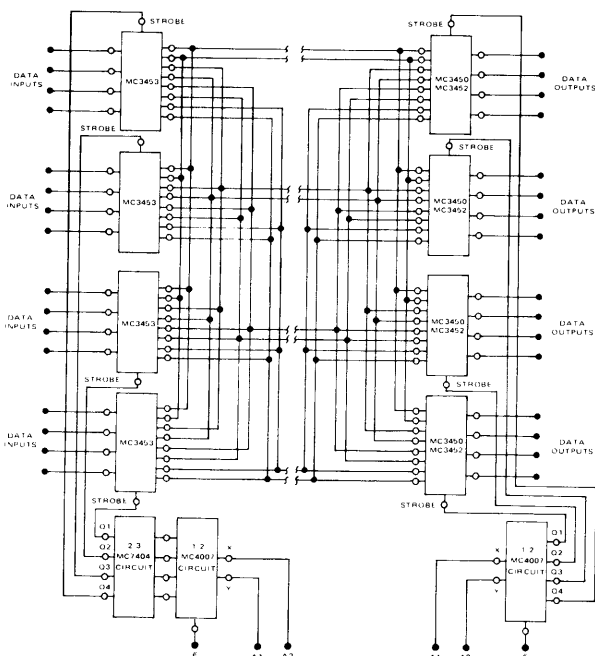 STROBE
MC3453
DATA
INPUTS
STROBE
MC3450
MC3452
DATA
OUTPUTS
STROBE
MC3453
DATA
INPUTS
STROBE
MC3450
MC3452
DATA
OUTPUTS
MC3453
DATA
INPUTS
STROBE
MC3450
MC3452
DATA
OUTPUTS
STROBE
MC3453
DATA
INPUTS
STROBE
MC3450
MC3452
DATA
OUTPUTS
STROBE
Q1
Q2
Q3
Q4
2 3
MC7404
CIRCUIT
1 2
MC4007
CIRCUIT
X
Y
X
Y
1 2
MC4007
CIRCUIT
Q1
Q2
Q3
Q4